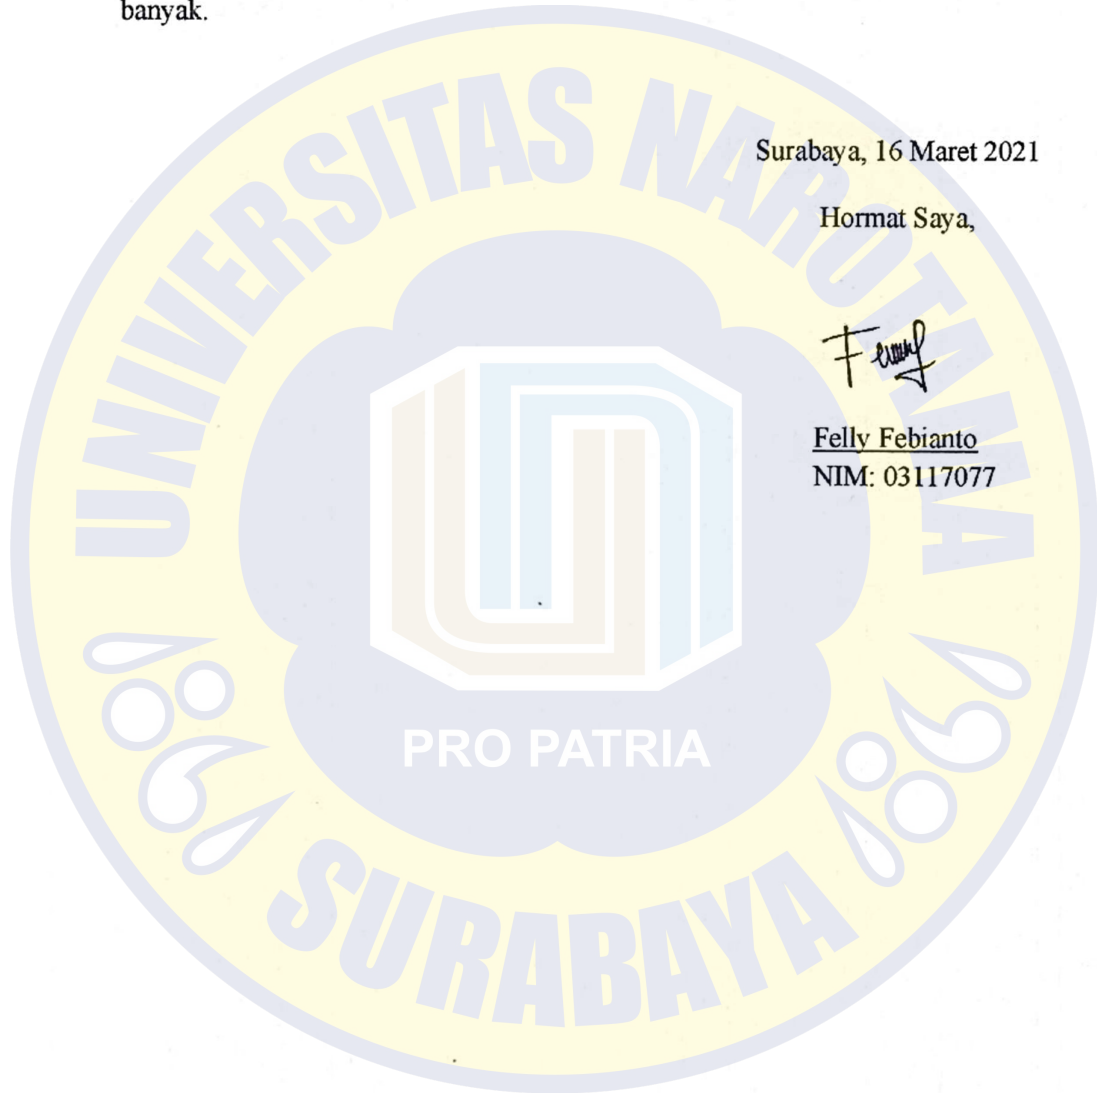 banyak.
Surabaya, 16 Maret 2021
Hormat Saya,
Felly Febianto
NIM: 03117077
UNIVERSITAS NAROTAMA
PRO PATRIA
SURABAYA